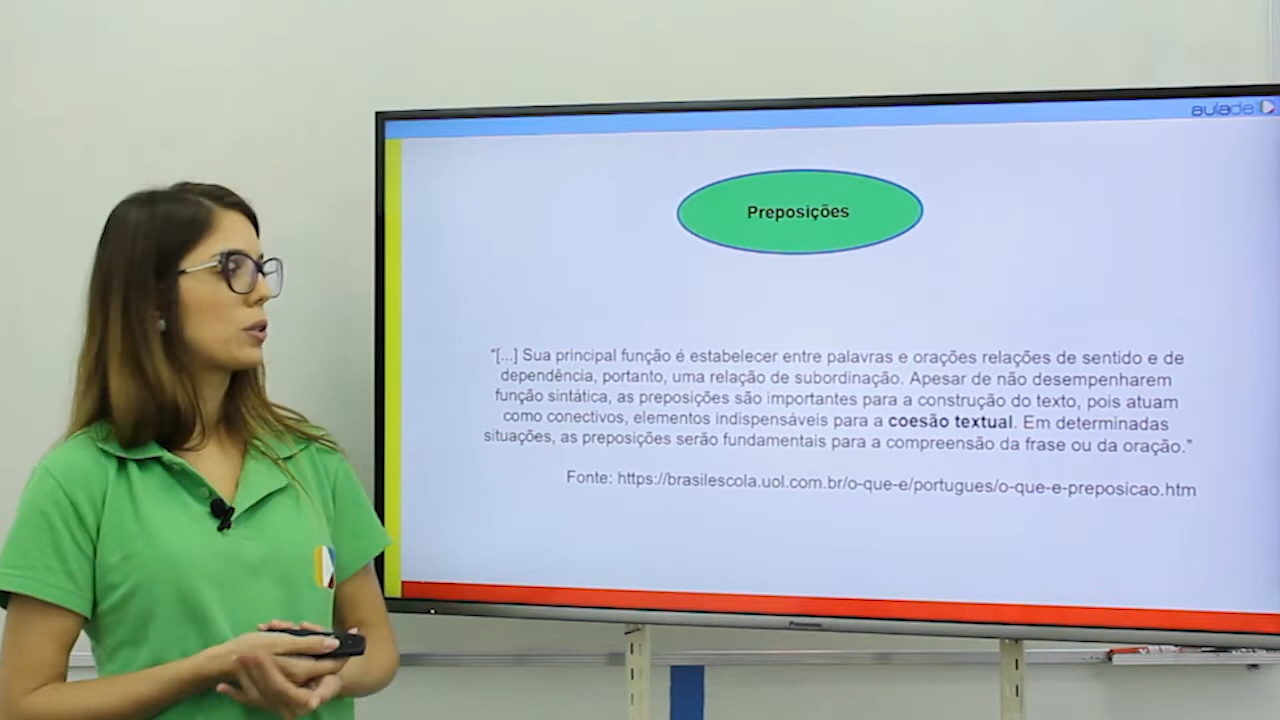 aulade10
Preposições
"[...] Sua principal função é estabelecer entre palavras e orações relações de sentido e de
dependência, portanto, uma relação de subordinação. Apesar de não desempenharem
função sintática, as preposições são importantes para a construção do texto, pois atuam
como conectivos, elementos indispensáveis para a coesão textual. Em determinadas
situações, as preposições serão fundamentais para a compreensão da frase ou da oração."
Fonte: https://brasilescola.uol.com.br/o-que-e/portugues/o-que-e-preposicao.htm
Panasonic